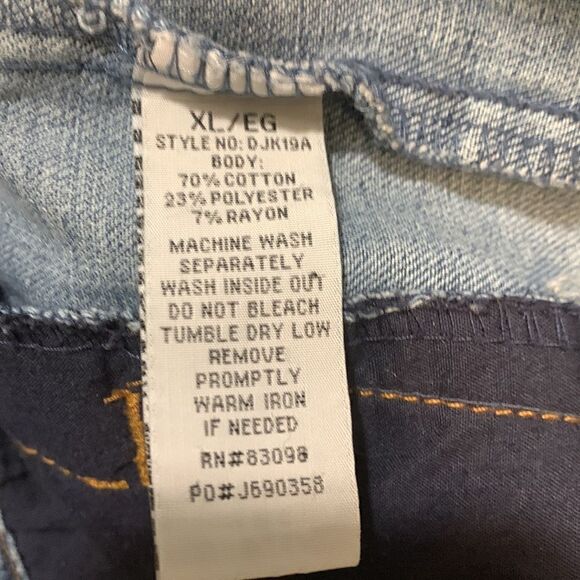 XL/EG
STYLE NO: DJK19A
BODY:
70% COTTON
23% POLYESTER
7% RAYON
MACHINE WASH
SEPARATELY
WASH INSIDE OUT
DO NOT BLEACH
TUMBLE DRY LOW
REMOVE
PROMPTLY
WARM IRON
IF NEEDED
RN#83098
PO#J690358